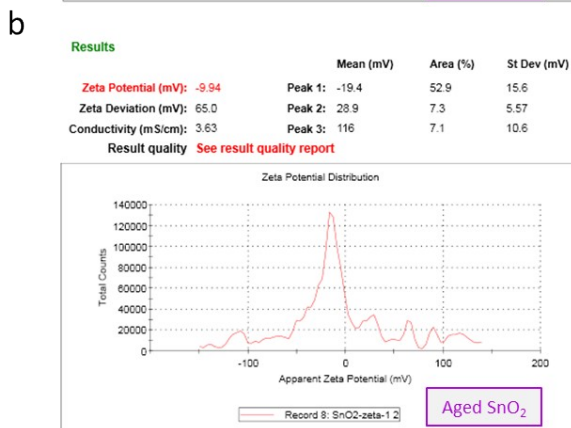 b
Results
Mean (mV) Area (%) St Dev (mV)
Zeta Potential (mV): -9.94 Peak 1: -19.4 52.9 15.6
Zeta Deviation (mV): 65.0 Peak 2: 28.9 7.3 5.57
Conductivity (mS/cm): 3.63 Peak 3: 116 7.1 10.6
Result quality See result quality report
Zeta Potential Distribution
140000
120000
100000
80000
60000
40000
20000
0
Total Counts
-100 0 100 200
Apparent Zeta Potential (mV)
Record 8: SnO2-zeta-1 2
Aged SnO₂